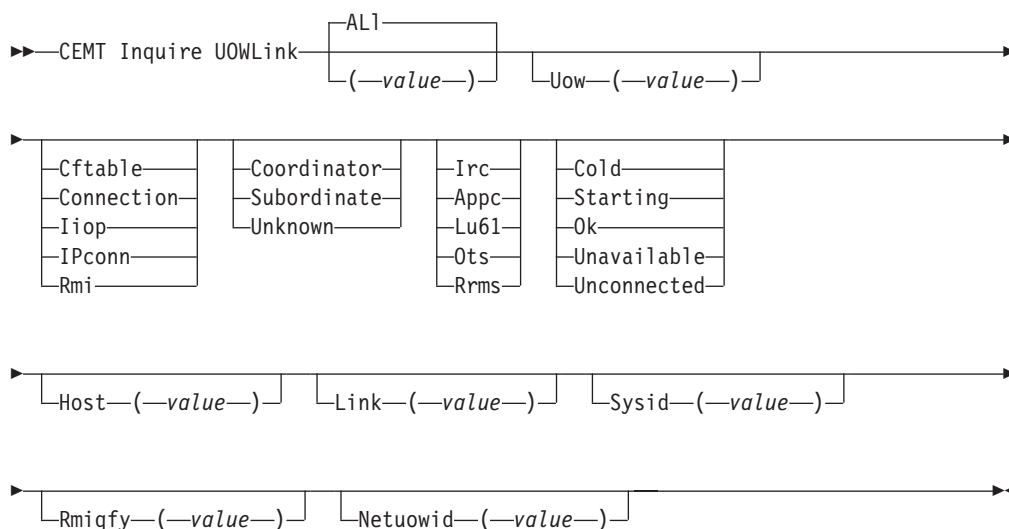 ALl
CEMT Inquire UOWLink
( value )
Uow ( value )
Cftable Coordinator Irc Cold
Connection Subordinate Appc Starting
Iiop Unknown Lu61 Ok
IPconn Ots Unavailable
Rmi Rrms Unconnected
Host ( value ) Link ( value ) Sysid ( value )
Rmiqfy ( value ) Netuowid ( value )